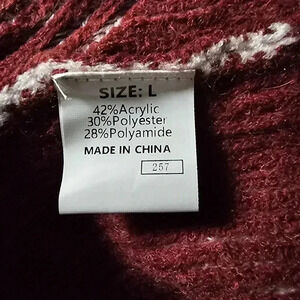 SIZE: L
42%Acrylic
30%Polyester
28%Polyamide
MADE IN CHINA
257